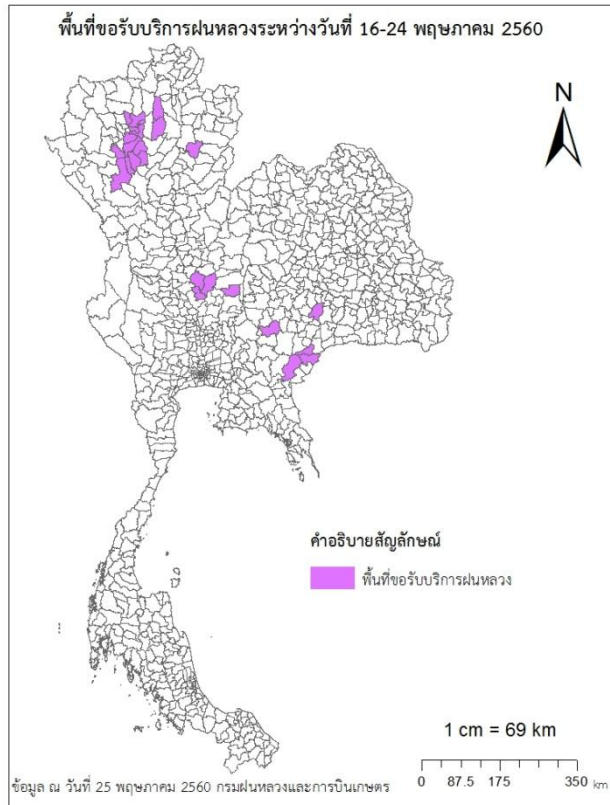 พื้นที่ขอรับบริการฝนหลวงระหว่างวันที่ 16-24 พฤษภาคม 2560
N
คำอธิบายสัญลักษณ์
พื้นที่ขอรับบริการฝนหลวง
1 cm = 69 km
0 87.5 175 350 km
ข้อมูล ณ วันที่ 25 พฤษภาคม 2560 กรมฝนหลวงและการบินเกษตร